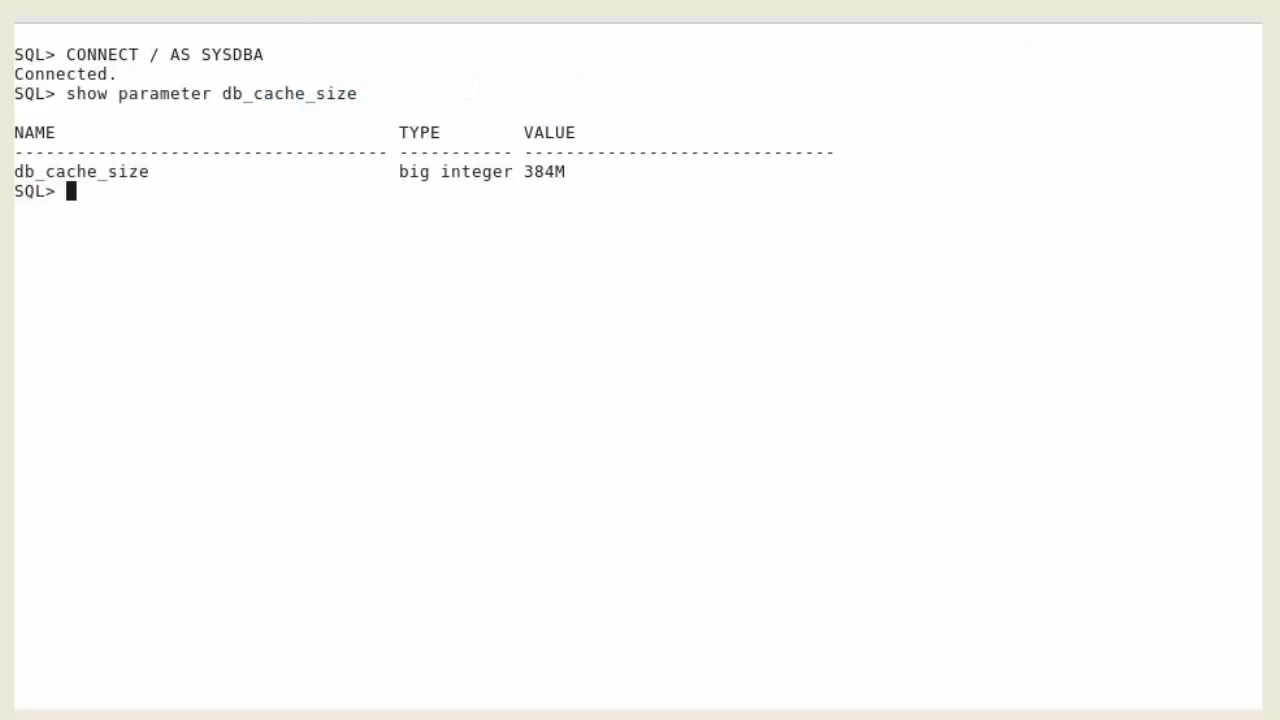 SQL> CONNECT / AS SYSDBA
Connected.
SQL> show parameter db_cache_size
NAME                                 TYPE        VALUE
------------------------------------ ----------- ------------------------------
db_cache_size                        big integer 384M
SQL>